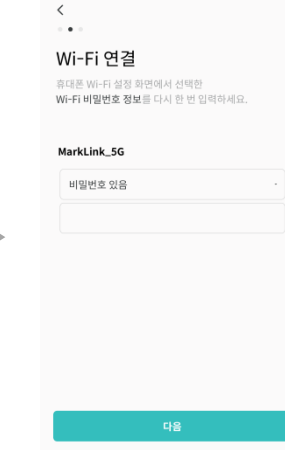 Wi-Fi 연결
휴대폰 Wi-Fi 설정 화면에서 선택한
Wi-Fi 비밀번호 정보를 다시 한 번 입력하세요.
MarkLink_5G
비밀번호 있음
다음